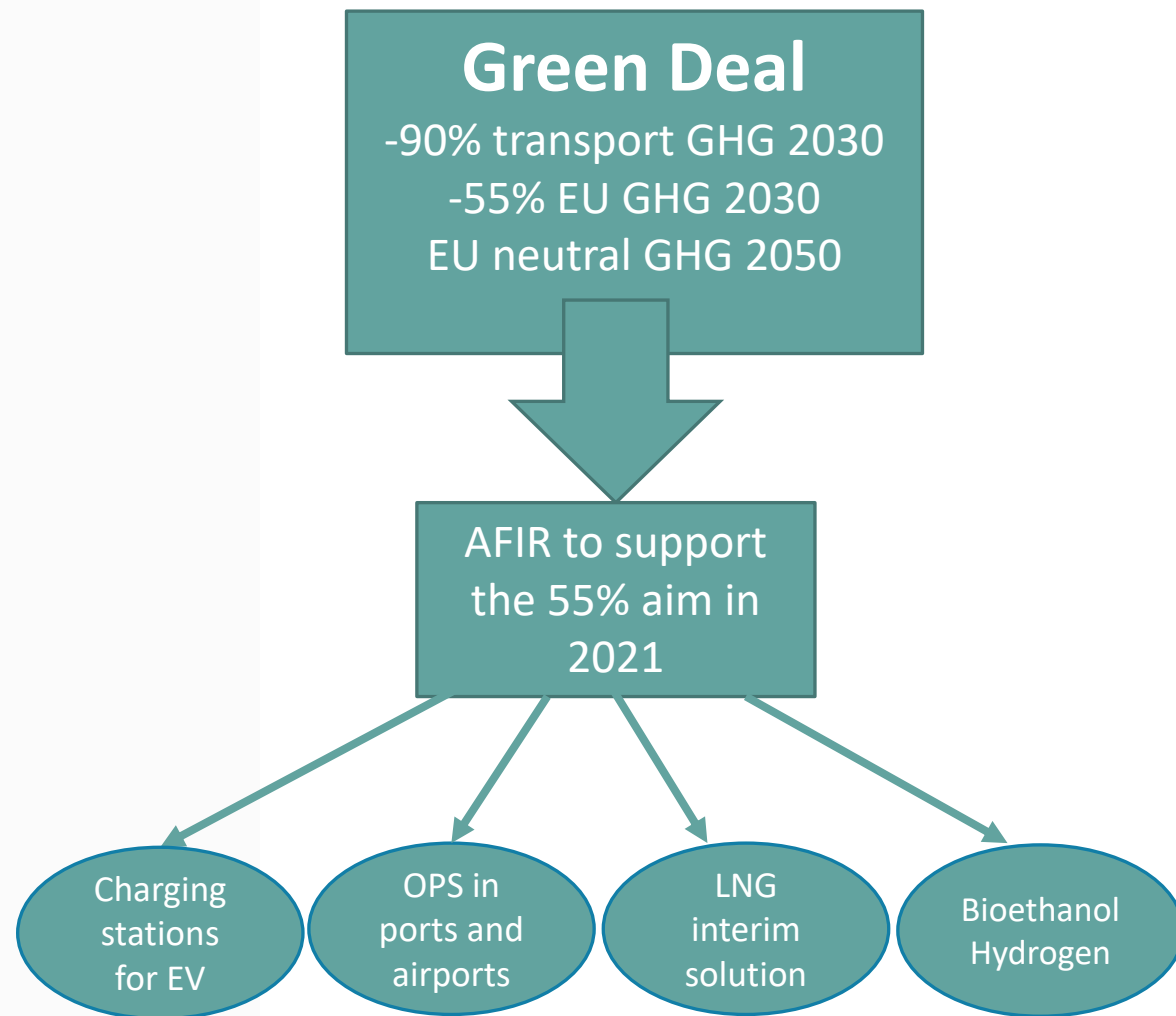 Green Deal
-90% transport GHG 2030
-55% EU GHG 2030
EU neutral GHG 2050
AFIR to support
the 55% aim in
2021
Charging
stations
for EV
OPS in
ports and
airports
LNG
interim
solution
Bioethanol
Hydrogen